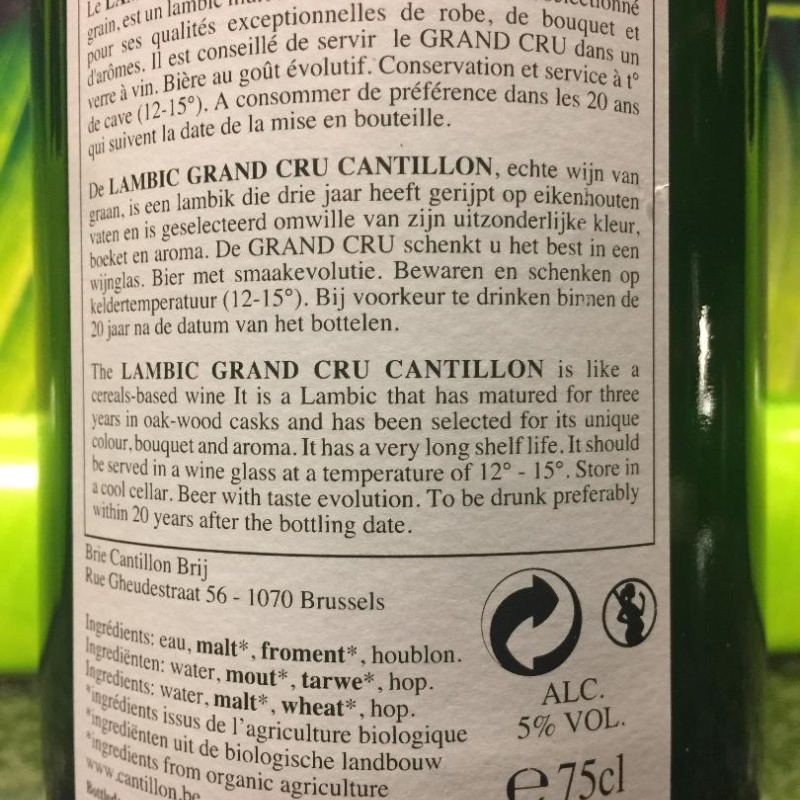 Le
grain, est un lambic
pour ses qualités exceptionnelles de robe, de bouquet et
d'arômes. Il est conseillé de servir le GRAND CRU dans un
verre à vin. Bière au goût évolutif. Conservation et service à t°
de cave (12-15°). A consommer de préférence dans les 20 ans
qui suivent la date de la mise en bouteille.
De LAMBIC GRAND CRU CANTILLON, echte wijn van
graan, is een lambik die drie jaar heeft gerijpt op eikenhouten
vaten en is geselecteerd omwille van zijn uitzonderlijke kleur,
boeket en aroma. De GRAND CRU schenkt u het best in een
wijnglas. Bier met smaakevolutie. Bewaren en schenken op
keldertemperatuur (12-15°). Bij voorkeur te drinken binnen de
20 jaar na de datum van het bottelen.
The LAMBIC GRAND CRU CANTILLON is like a
cereals-based wine It is a Lambic that has matured for three
years in oak-wood casks and has been selected for its unique
colour, bouquet and aroma. It has a very long shelf life. It should
be served in a wine glass at a temperature of 12° - 15°. Store in
a cool cellar. Beer with taste evolution. To be drunk preferably
within 20 years after the bottling date.
Brie Cantillon Brij
Rue Gheudestraat 56 - 1070 Brussels
Ingrédients: eau, malt*, froment*, houblon.
Ingrediënten: water, mout*, tarwe*, hop.
Ingredients: water, malt*, wheat*, hop.
*ingrédients issus de l'agriculture biologique
*ingrediënten uit de biologische landbouw
*ingredients from organic agriculture
www.cantillon.be
ALC.
5% VOL.
e 75cl